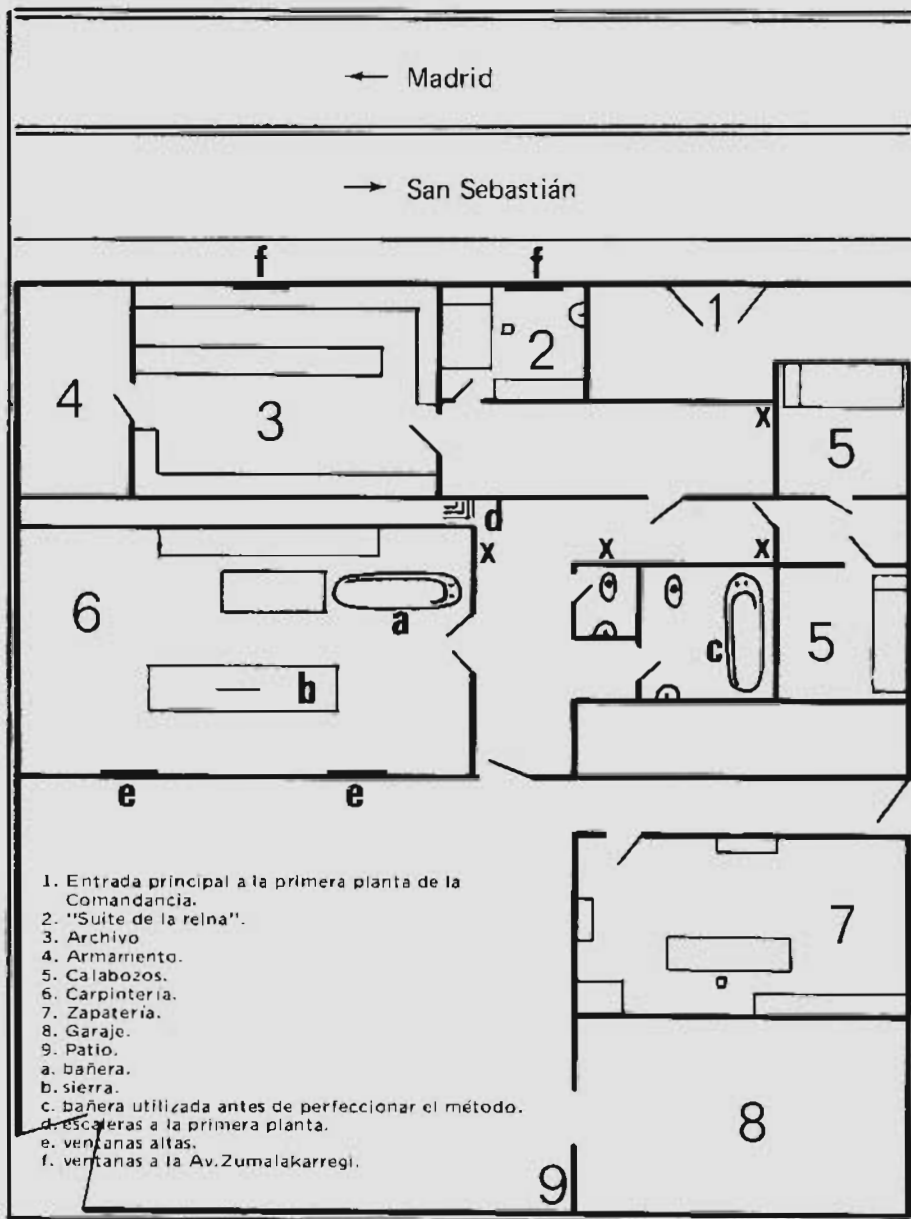 ← Madrid
→ San Sebastián
f f
1
2
4
3
x
5
d
x x x
6
a
c
5
b
e e
1. Entrada principal a la primera planta de la
Comandancia.
2. "Suite de la reina".
3. Archivo
4. Armamento.
5. Calabozos.
6. Carpintería.
7. Zapatería.
8. Garaje.
9. Patio.
a. bañera.
b. sierra.
c. bañera utilizada antes de perfeccionar el método.
d. escaleras a la primera planta.
e. ventanas altas.
f. ventanas a la Av.Zumalakarregi.
7
8
9